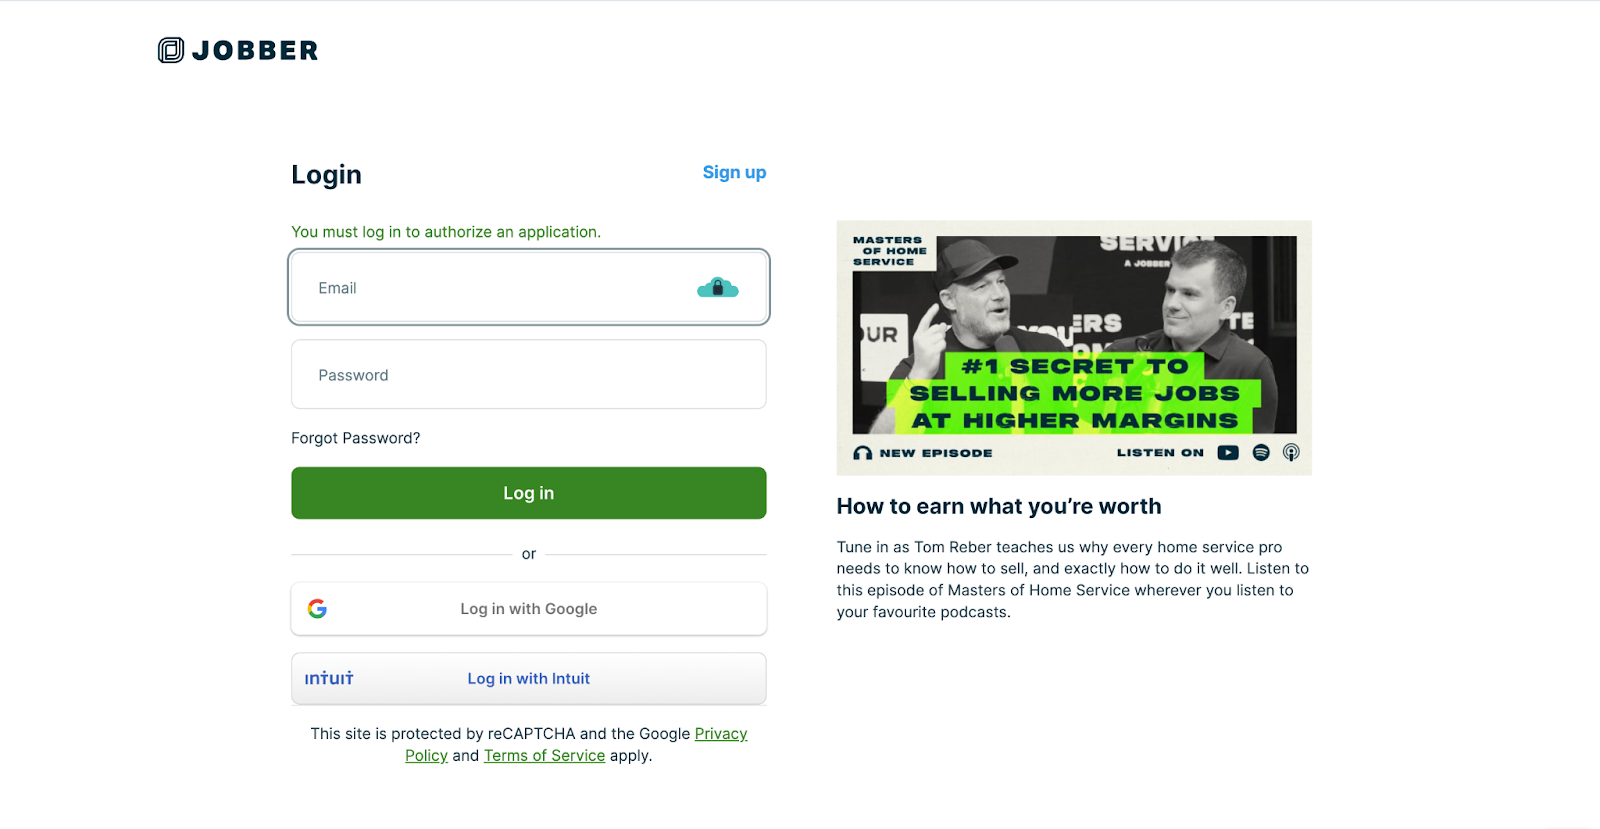 JOBBER
Login
Sign up
You must log in to authorize an application.
Email
Password
Forgot Password?
Log in
or
Log in with Google
intuit
Log in with Intuit
This site is protected by reCAPTCHA and the Google Privacy
Policy and Terms of Service apply.
MASTERS
OF HOME
SERVICE
SERVI
A JOBBER
OUR
YOU
ERS
TE
#1 SECRET TO
SELLING MORE JOBS
AT HIGHER MARGINS
NEW EPISODE
LISTEN ON
How to earn what you’re worth
Tune in as Tom Reber teaches us why every home service pro
needs to know how to sell, and exactly how to do it well. Listen to
this episode of Masters of Home Service wherever you listen to
your favourite podcasts.